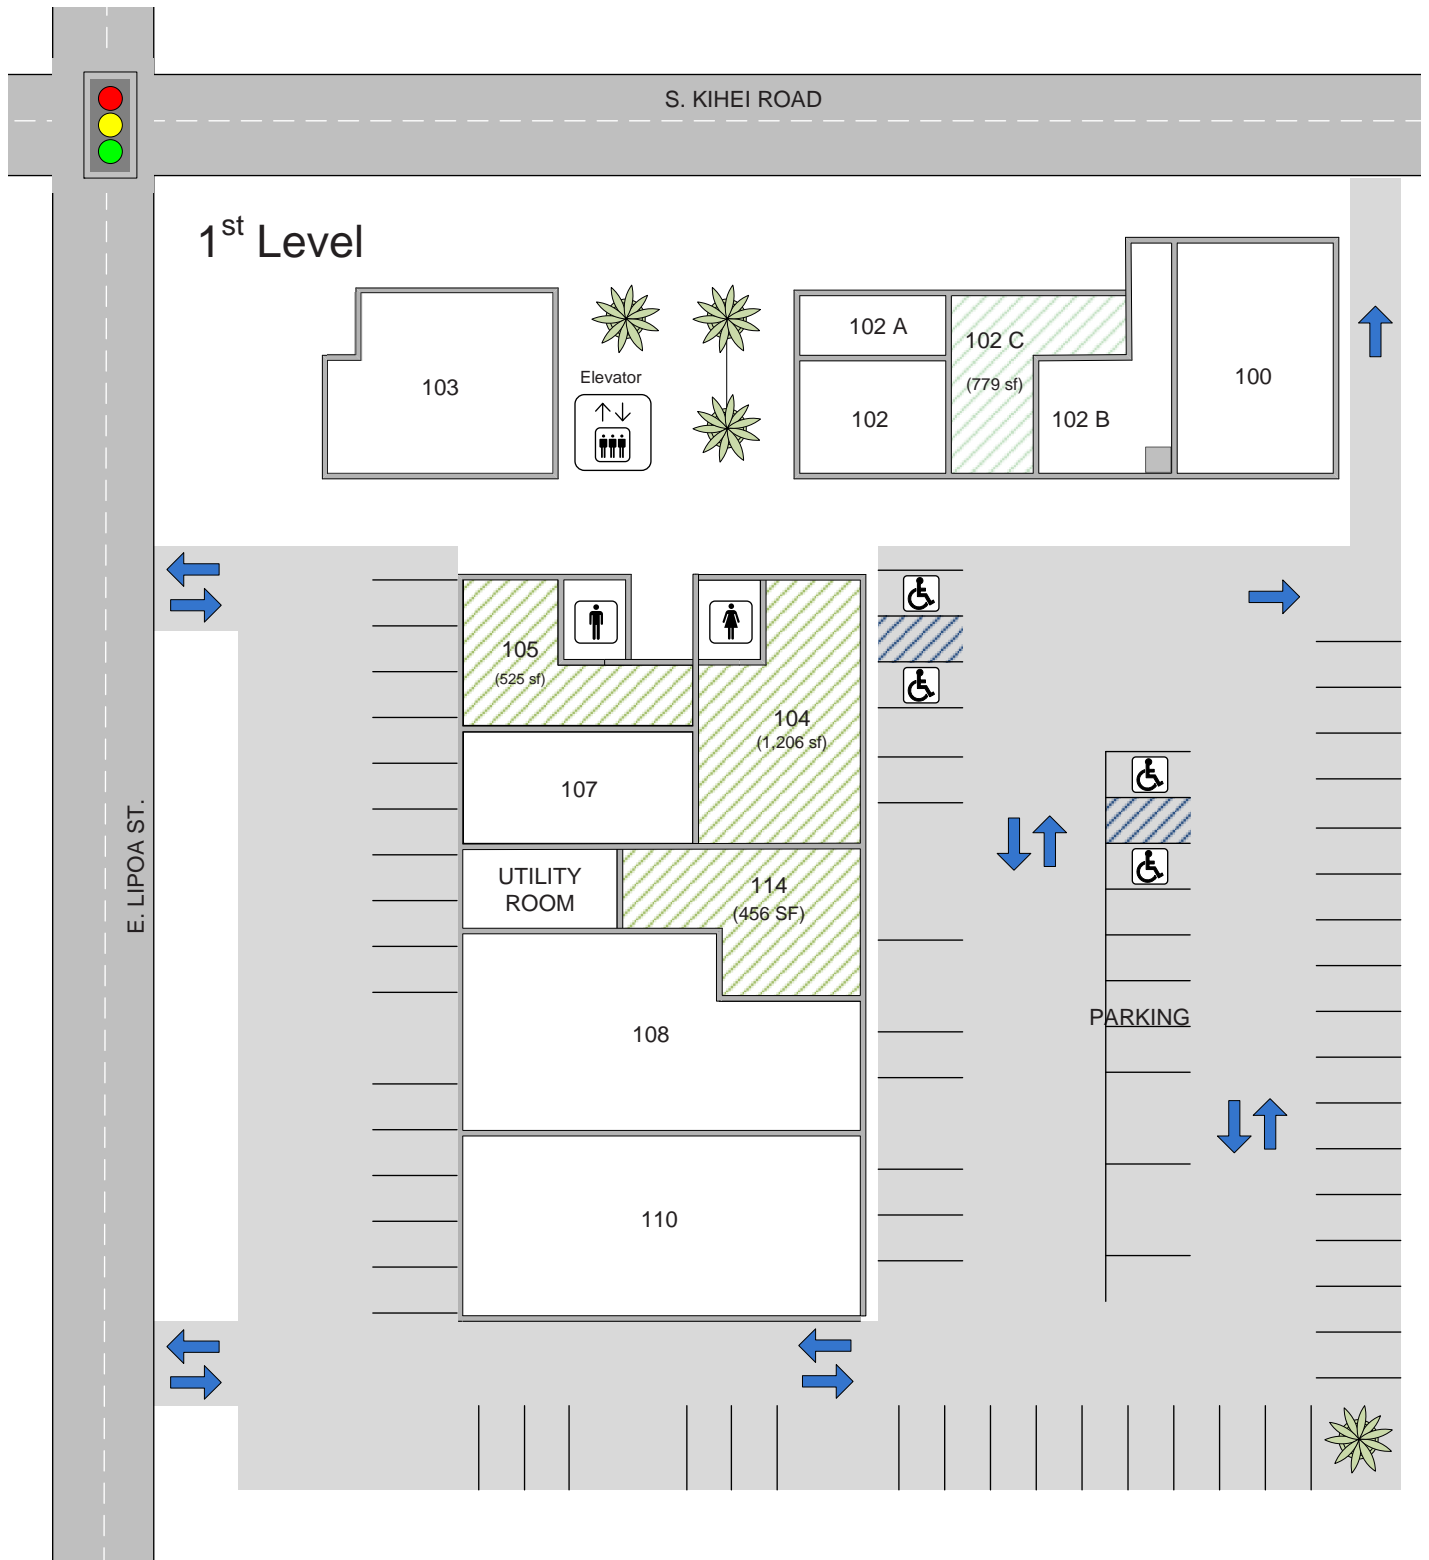 S. KIHEI ROAD
1st Level
102 A
102 C
Elevator
103
(779 sf)
100
102
102 B
105
(525 sf)
104
(1,206 sf)
107
E. LIPOA ST.
UTILITY
ROOM
114
(456 SF)
PARKING
108
110